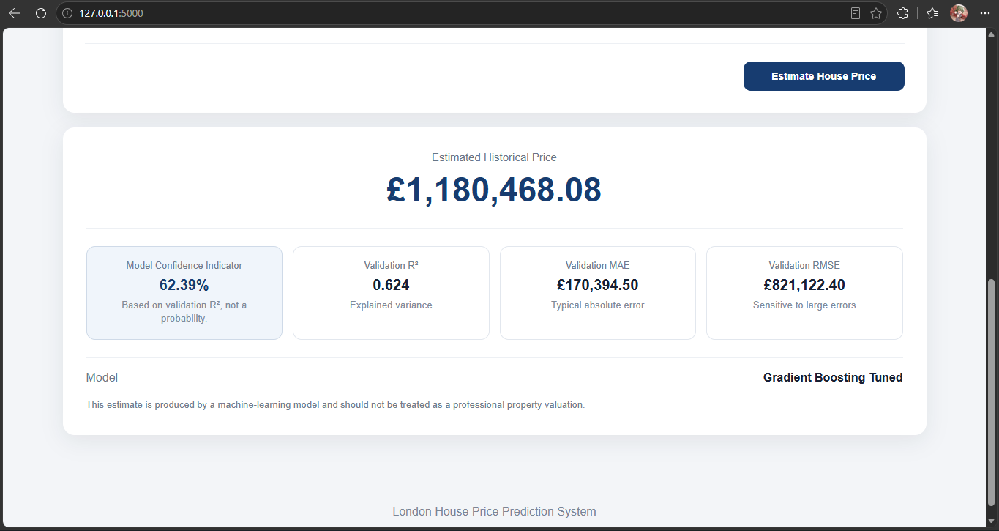 127.0.0.1:5000
Estimate House Price
Estimated Historical Price
£1,180,468.08
Model Confidence Indicator
62.39%
Based on validation R², not a
probability.
Validation R²
0.624
Explained variance
Validation MAE
£170,394.50
Typical absolute error
Validation RMSE
£821,122.40
Sensitive to large errors
Model
Gradient Boosting Tuned
This estimate is produced by a machine-learning model and should not be treated as a professional property valuation.
London House Price Prediction System